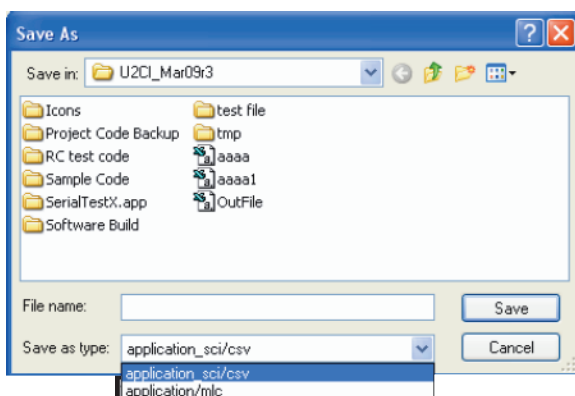 Save As
Save in: U2CI_Mar09r3
Icons
Project Code Backup
RC test code
Sample Code
SerialTestX.app
Software Build
test file
tmp
aaaa
aaaa1
OutFile
File name:
Save
Save as type: application_sci/csv
Cancel
application_sci/csv
application/mlc